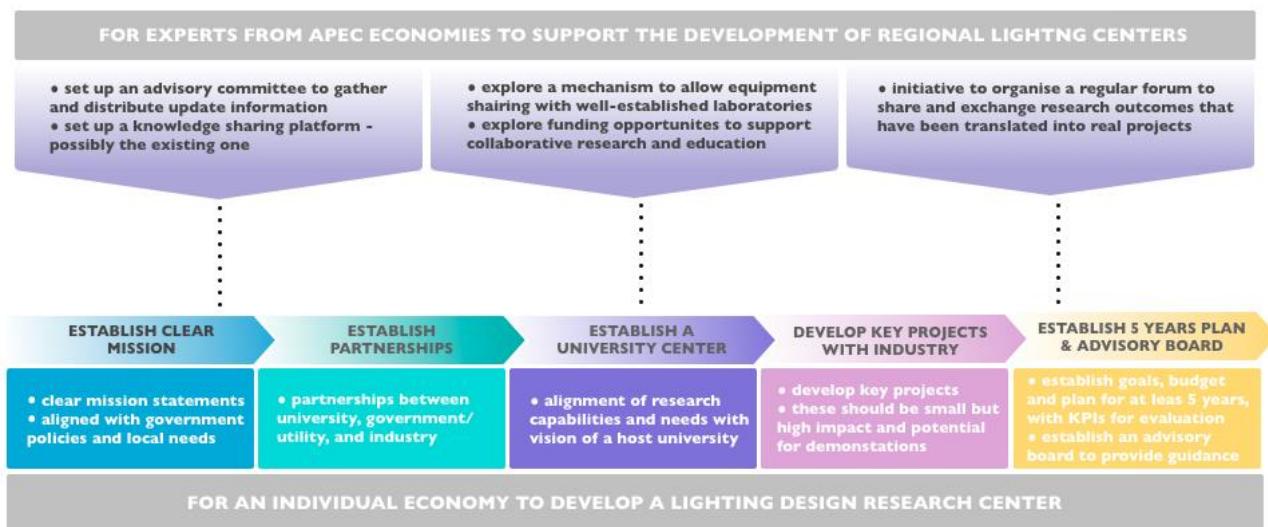 FOR EXPERTS FROM APEC ECONOMIES TO SUPPORT THE DEVELOPMENT OF REGIONAL LIGHTNG CENTERS
• set up an advisory committee to gather
and distribute update information
• set up a knowledge sharing platform -
possibly the existing one
• explore a mechanism to allow equipment
shairing with well-established laboratories
• explore funding opportunites to support
collaborative research and education
• initiative to organise a regular forum to
share and exchange research outcomes that
have been translated into real projects
ESTABLISH CLEAR
MISSION
• clear mission statements
• aligned with government
policies and local needs
ESTABLISH
PARTNERSHIPS
• partnerships between
university, government/
utility, and industry
ESTABLISH A
UNIVERSITY CENTER
• alignment of research
capabilities and needs with
vision of a host university
DEVELOP KEY PROJECTS
WITH INDUSTRY
• develop key projects
• these should be small but
high impact and potential
for demonstations
ESTABLISH 5 YEARS PLAN
& ADVISORY BOARD
• establish goals, budget
and plan for at leas 5 years,
with KPIs for evaluation
• establish an advisory
board to provide guidance
FOR AN INDIVIDUAL ECONOMY TO DEVELOP A LIGHTING DESIGN RESEARCH CENTER